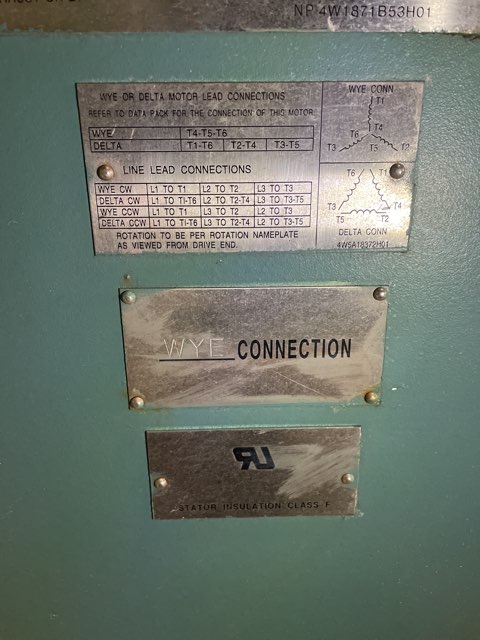 NP 4W1871B53H01
WYE OR DELTA MOTOR LEAD CONNECTIONS
REFER TO DATA PACK FOR THE CONNECTION OF THIS MOTOR
WYE T4-T5-T6
DELTA T1-T6 T2-T4 T3-T5
LINE LEAD CONNECTIONS
WYE CW L1 TO T1 L2 TO T2 L3 TO T3
DELTA CW L1 TO T1-T6 L2 TO T2-T4 L3 TO T3-T5
WYE CCW L1 TO T1 L3 TO T2 L2 TO T3
DELTA CCW L1 TO T1-T6 L3 TO T2-T4 L2 TO T3-T5
ROTATION TO BE PER ROTATION NAMEPLATE
AS VIEWED FROM DRIVE END.
WYE CONN
T1
T6 T4
T3 T5 T2
T6 T1
T3 T4
T5 T2
DELTA CONN
4W5A18372H01
WYE CONNECTION
STATOR INSULATION CLASS F